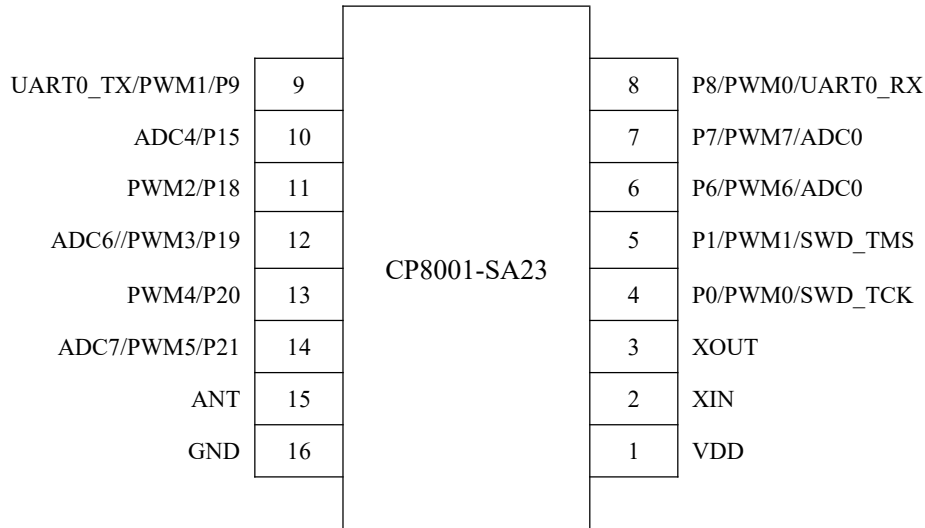 UART0_TX/PWM1/P9 9 8 P8/PWM0/UART0_RX
ADC4/P15 10 7 P7/PWM7/ADC0
PWM2/P18 11 6 P6/PWM6/ADC0
ADC6//PWM3/P19 12 5 P1/PWM1/SWD_TMS
CP8001-SA23
PWM4/P20 13 4 P0/PWM0/SWD_TCK
ADC7/PWM5/P21 14 3 XOUT
ANT 15 2 XIN
GND 16 1 VDD